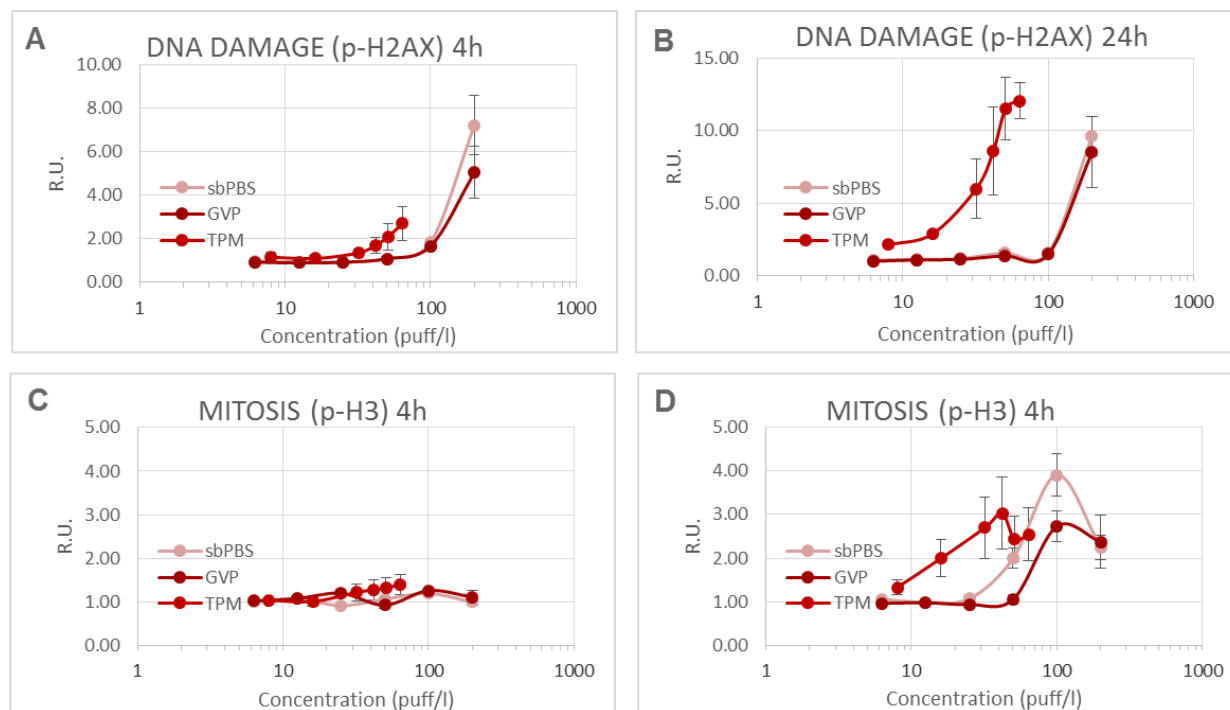 A
DNA DAMAGE (p-H2AX) 4h
10.00
8.00
6.00
4.00
2.00
0.00
R.U.
sbPBS
GVP
TPM
1 10 100 1000
Concentration (puff/l)
B
DNA DAMAGE (p-H2AX) 24h
15.00
10.00
5.00
0.00
R.U.
sbPBS
GVP
TPM
1 10 100 1000
Concentration (puff/l)
C
MITOSIS (p-H3) 4h
5.00
4.00
3.00
2.00
1.00
0.00
R.U.
sbPBS
GVP
TPM
1 10 100 1000
Concentration (puff/l)
D
MITOSIS (p-H3) 4h
5.00
4.00
3.00
2.00
1.00
0.00
R.U.
sbPBS
GVP
TPM
1 10 100 1000
Concentration (puff/l)